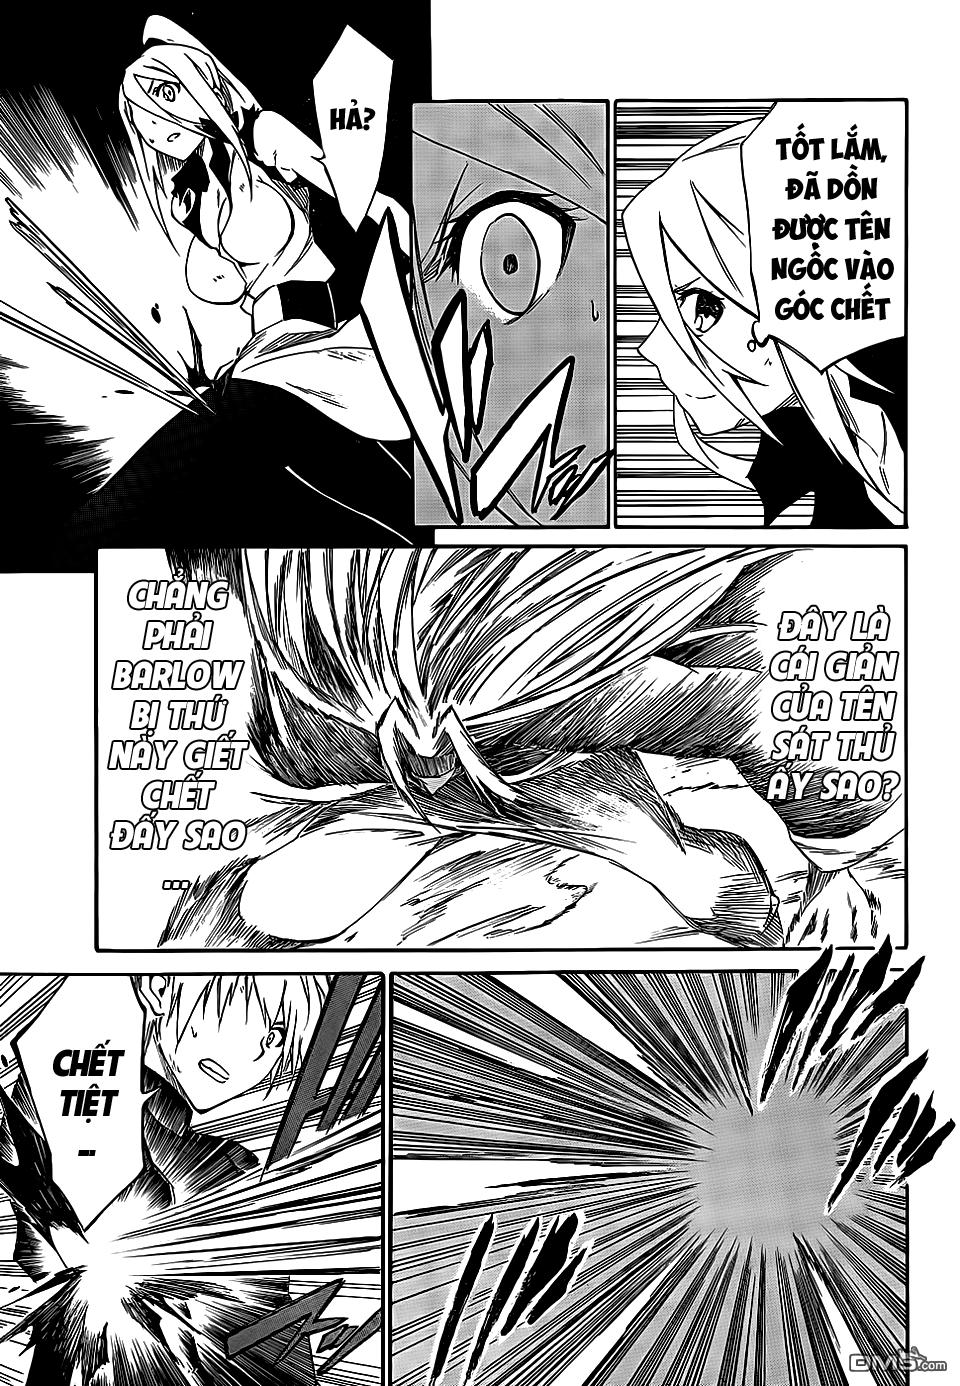 TỐT LẮM,
ĐÃ DỒN
ĐƯỢC TÊN
NGỐC VÀO
GÓC CHẾT
HẢ?
ĐÂY LÀ
CÁI GIẢN
CỦA TÊN
SÁT THỦ
ẤY SAO?
CHẲNG
PHẢI
BARLOW
BỊ THỨ
NÀY GIẾT
CHẾT
ĐẤY SAO
...
CHẾT
TIỆT
...